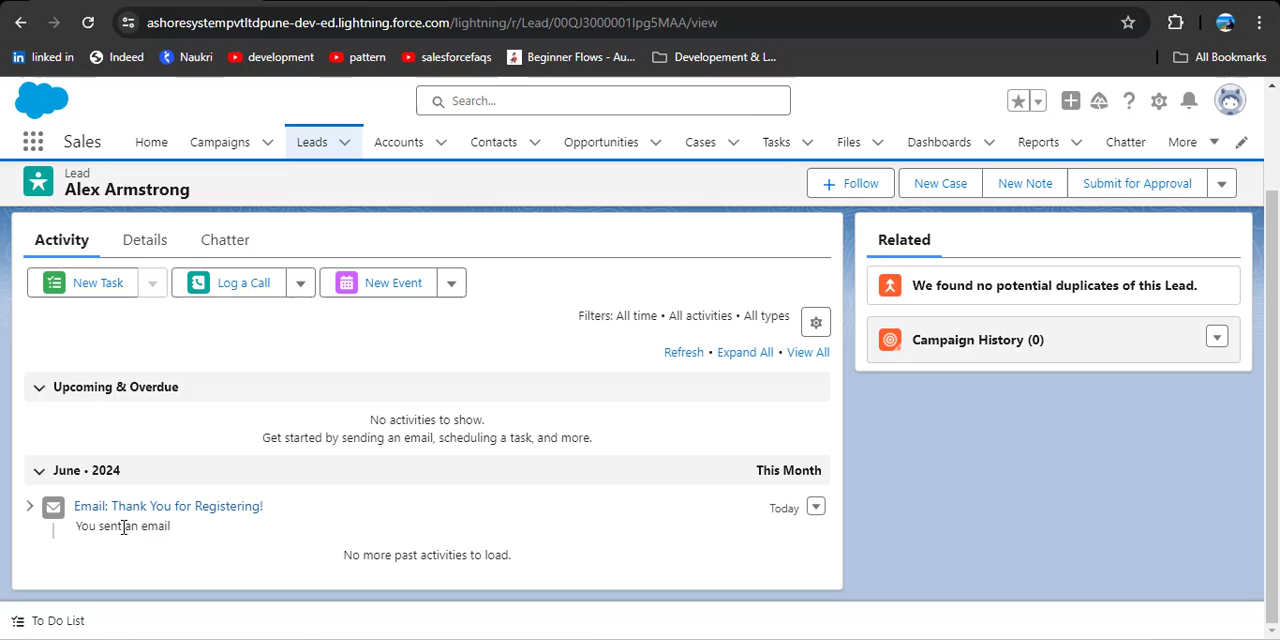 ashoresystempvtltdpune-dev-ed.lightning.force.com/lightning/r/Lead/00QJ3000001Ipg5MAA/view
linked in Indeed Naukri development pattern salesforcefaqs Beginner Flows - Au... Developement & L... All Bookmarks
Search...
Sales Home Campaigns Leads Accounts Contacts Opportunities Cases Tasks Files Dashboards Reports Chatter More
Lead
Alex Armstrong
Follow New Case New Note Submit for Approval
Activity Details Chatter
New Task Log a Call New Event
Filters: All time • All activities • All types
Refresh • Expand All • View All
Upcoming & Overdue
No activities to show.
Get started by sending an email, scheduling a task, and more.
June • 2024 This Month
Email: Thank You for Registering! Today
You sent an email
No more past activities to load.
Related
We found no potential duplicates of this Lead.
Campaign History (0)
To Do List